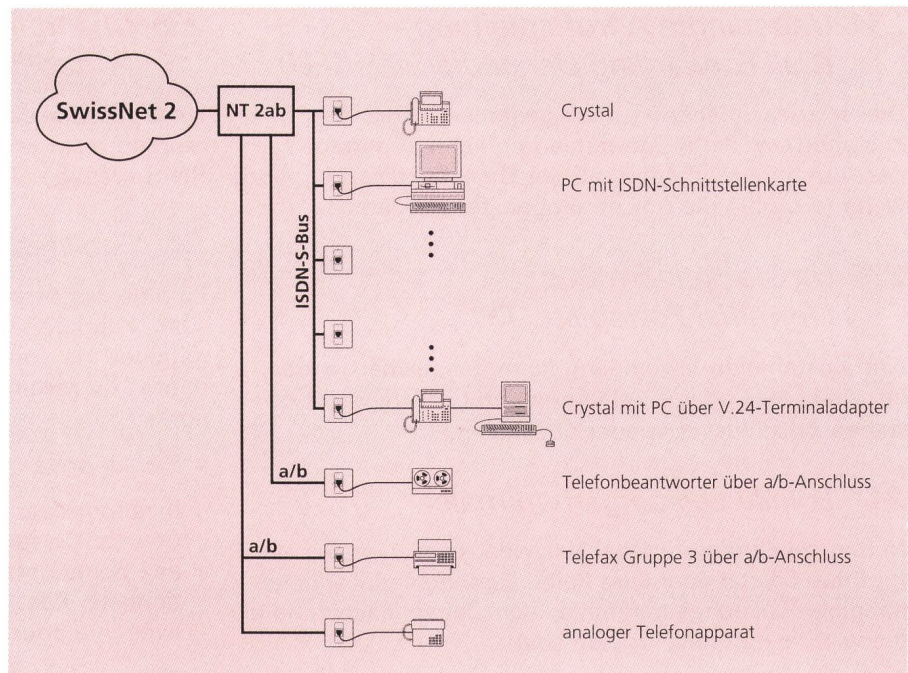 SwissNet 2
NT 2ab
Crystal
PC mit ISDN-Schnittstellenkarte
ISDN-S-Bus
Crystal mit PC über V.24-Terminaladapter
a/b
Telefonbeantworter über a/b-Anschluss
a/b
Telefax Gruppe 3 über a/b-Anschluss
analoger Telefonapparat